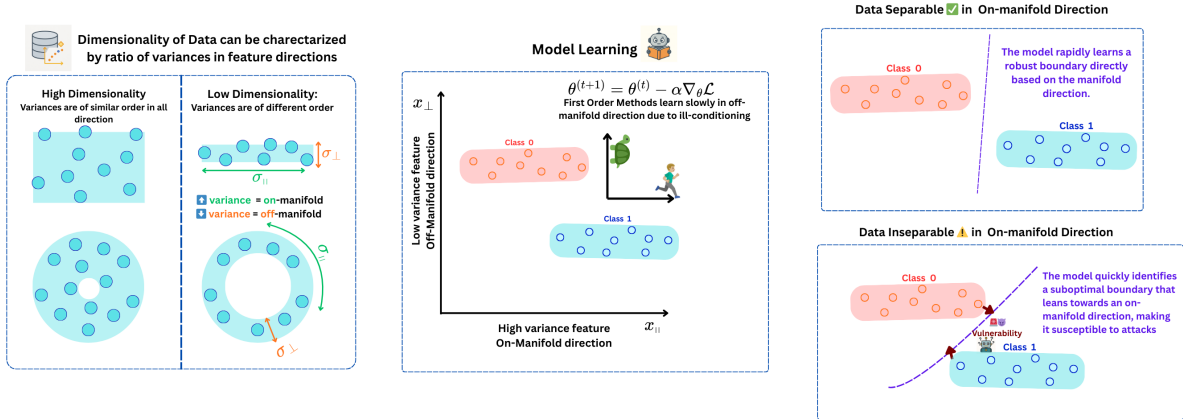 Dimensionality of Data can be charectarized
by ratio of variances in feature directions
High Dimensionality
Variances are of similar order in all
direction
Low Dimensionality:
Variances are of different order
σ⊥
σ||
⬆ variance = on-manifold
⬇ variance = off-manifold
σ||
σ⊥
Model Learning
x⊥
θ^(t+1) = θ^(t) − α∇_θ ℒ
First Order Methods learn slowly in off-
manifold direction due to ill-conditioning
Class 0
Class 1
Low variance feature
Off-Manifold direction
High variance feature
On-Manifold direction
x||
Data Separable ✅ in On-manifold Direction
Class 0
The model rapidly learns a
robust boundary directly
based on the manifold
direction.
Class 1
Data Inseparable ⚠️ in On-manifold Direction
Class 0
The model quickly identifies
a suboptimal boundary that
leans towards an on-
manifold direction, making
it susceptible to attacks
Vulnerability
Class 1